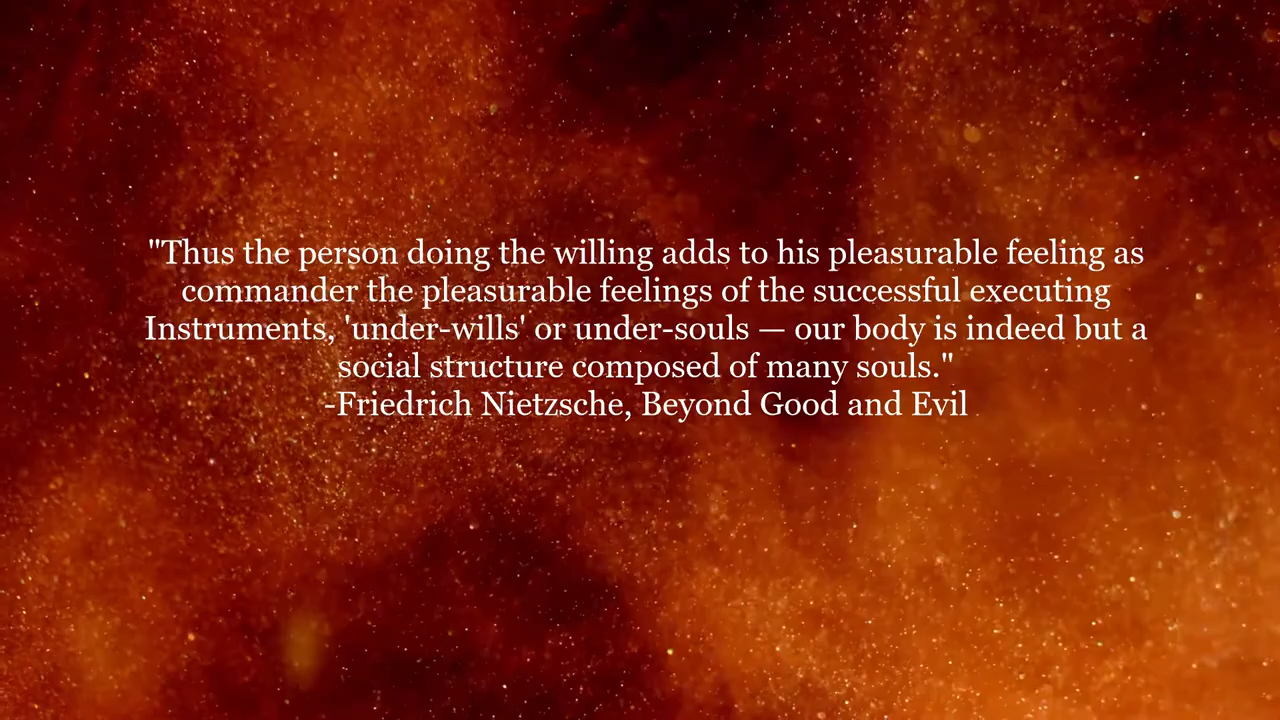 "Thus the person doing the willing adds to his pleasurable feeling as
commander the pleasurable feelings of the successful executing
Instruments, 'under-wills' or under-souls — our body is indeed but a
social structure composed of many souls."
-Friedrich Nietzsche, Beyond Good and Evil